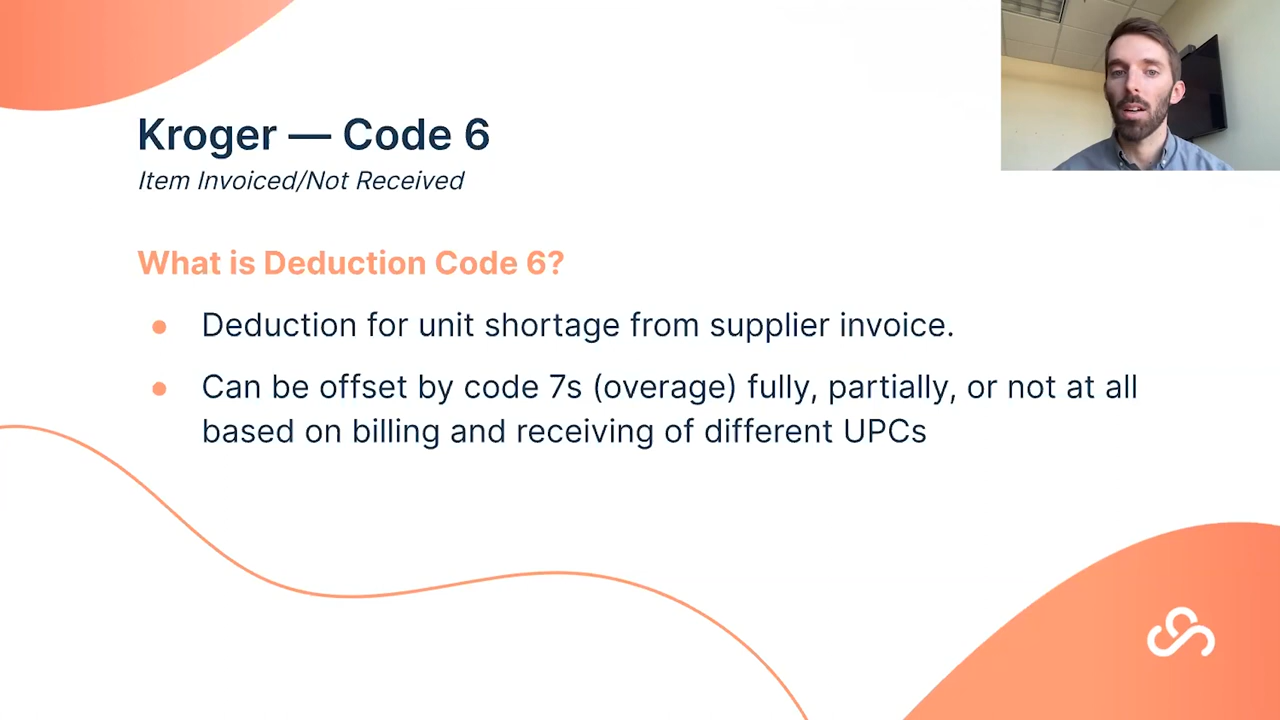 Kroger — Code 6
Item Invoiced/Not Received
What is Deduction Code 6?
● Deduction for unit shortage from supplier invoice.
● Can be offset by code 7s (overage) fully, partially, or not at all
based on billing and receiving of different UPCs